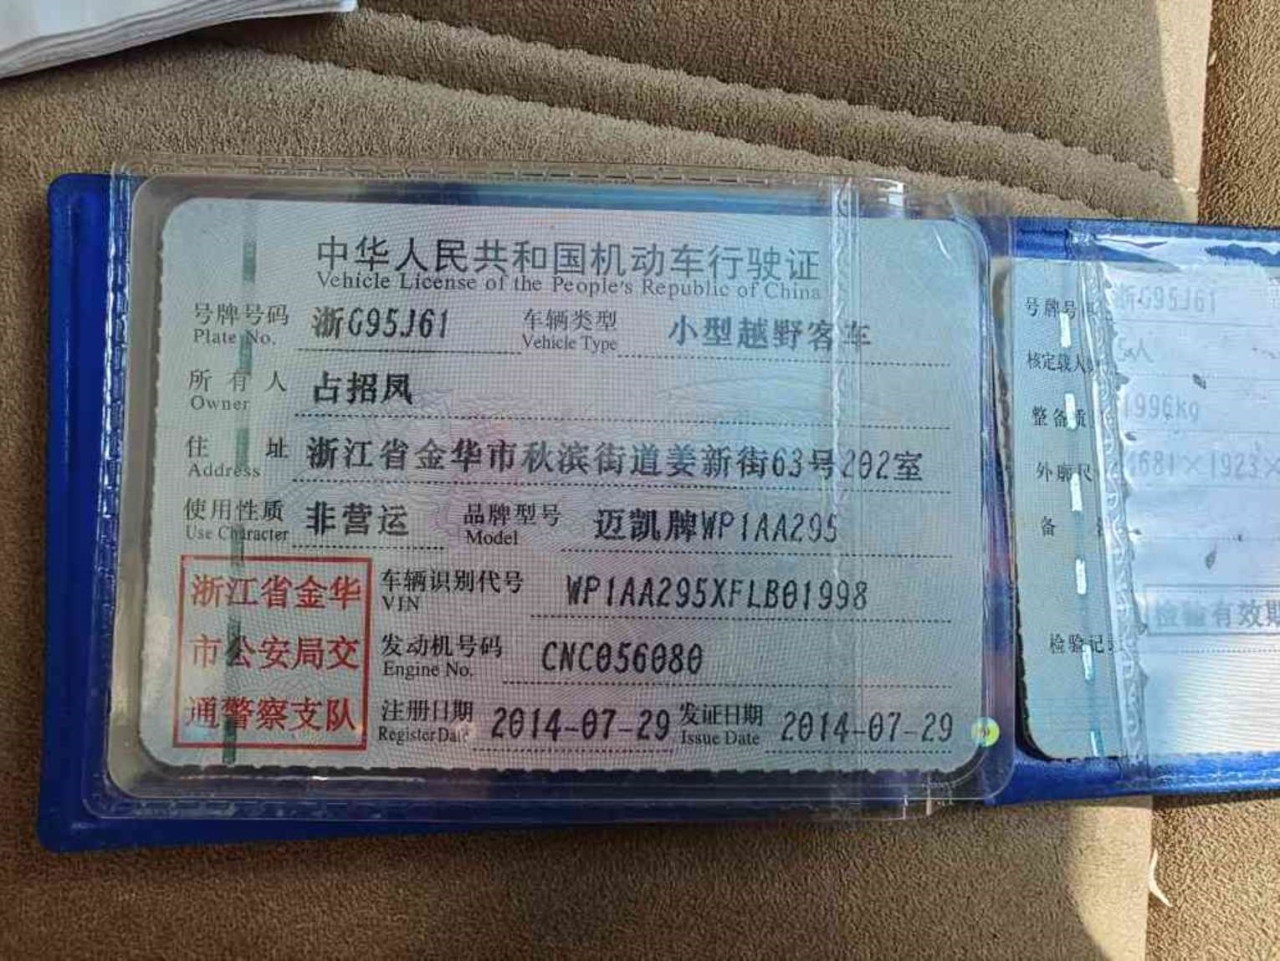 中华人民共和国机动车行驶证
Vehicle License of the People's Republic of China
号牌号码 浙G95J61 车辆类型 小型越野客车
Plate No. Vehicle Type
所有人 占招凤
Owner
住址 浙江省金华市秋滨街道姜新街63号202室
Address
使用性质 非营运 品牌型号 迈凯牌WP1AA295
Use Character Model
浙江省金华
市公安局交
通警察支队
车辆识别代号 WP1AA295XFLB01998
VIN
发动机号码 CNC056080
Engine No.
注册日期 2014-07-29 发证日期 2014-07-29
Register Date Issue Date
号牌号 浙G95J61
核定载人 5人
整备质 1996kg
外廓尺 4681×1923×
备
检验有效期
检验记